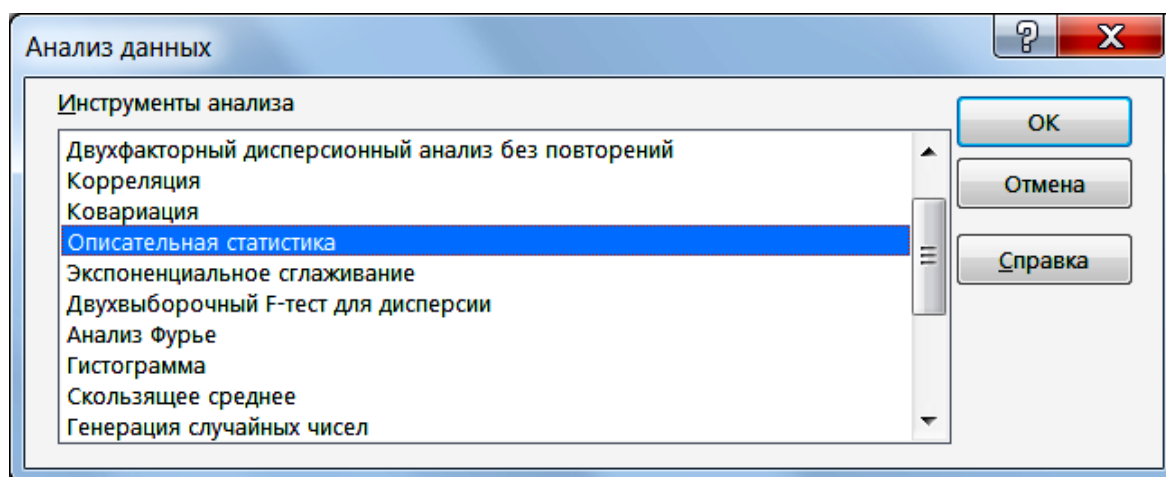 Анализ данных
Инструменты анализа
Двухфакторный дисперсионный анализ без повторений
Корреляция
Ковариация
Описательная статистика
Экспоненциальное сглаживание
Двухвыборочный F-тест для дисперсии
Анализ Фурье
Гистограмма
Скользящее среднее
Генерация случайных чисел
ОК
Отмена
Справка